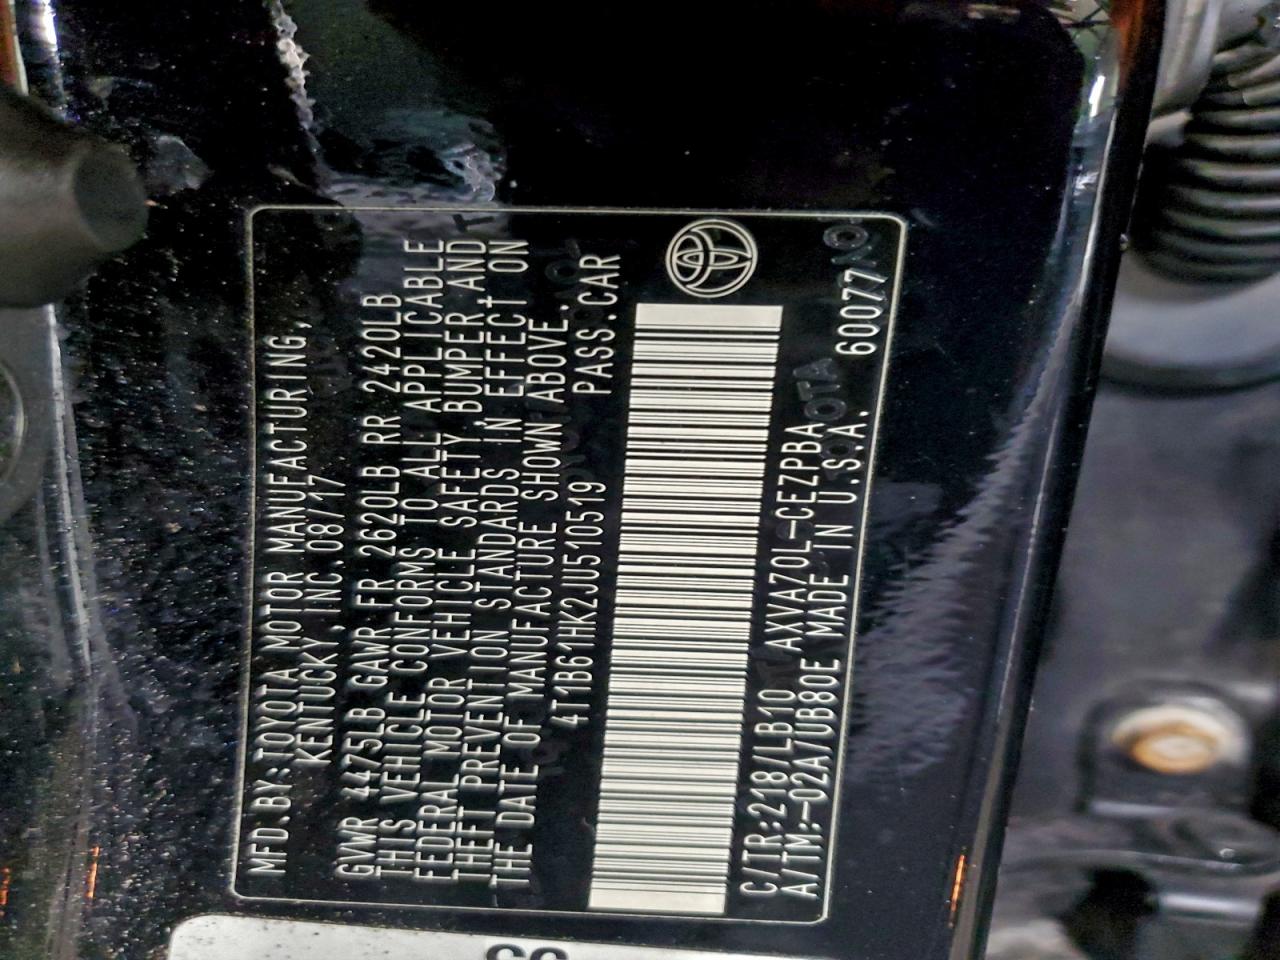 MFD.BY:TOYOTA MOTOR MANUFACTURING,
KENTUCKY, INC. 08/17
GVWR 4475LB GAWR FR 2620LB RR 2420LB
THIS VEHICLE CONFORMS TO ALL APPLICABLE
FEDERAL MOTOR VEHICLE SAFETY, BUMPER, AND
THEFT PREVENTION STANDARDS IN EFFECT ON
THE DATE OF MANUFACTURE SHOWN ABOVE.
4T1B61HK2JU510519 PASS.CAR
C/TR:218/LB10 AXVA70L-CEZPBA 60077
A/TM:-02A/UB80E MADE IN U.S.A.